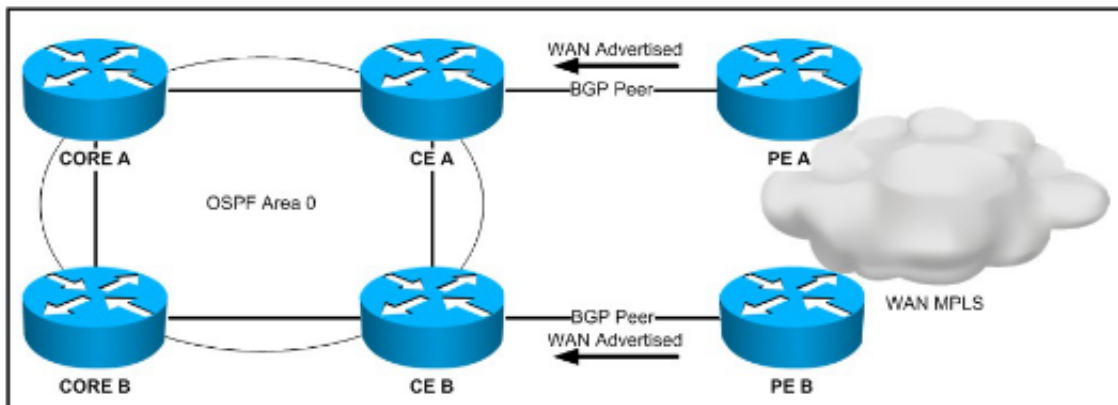 WAN Advertised
BGP Peer
CORE A
CE A
PE A
OSPF Area 0
WAN MPLS
BGP Peer
WAN Advertised
CORE B
CE B
PE B